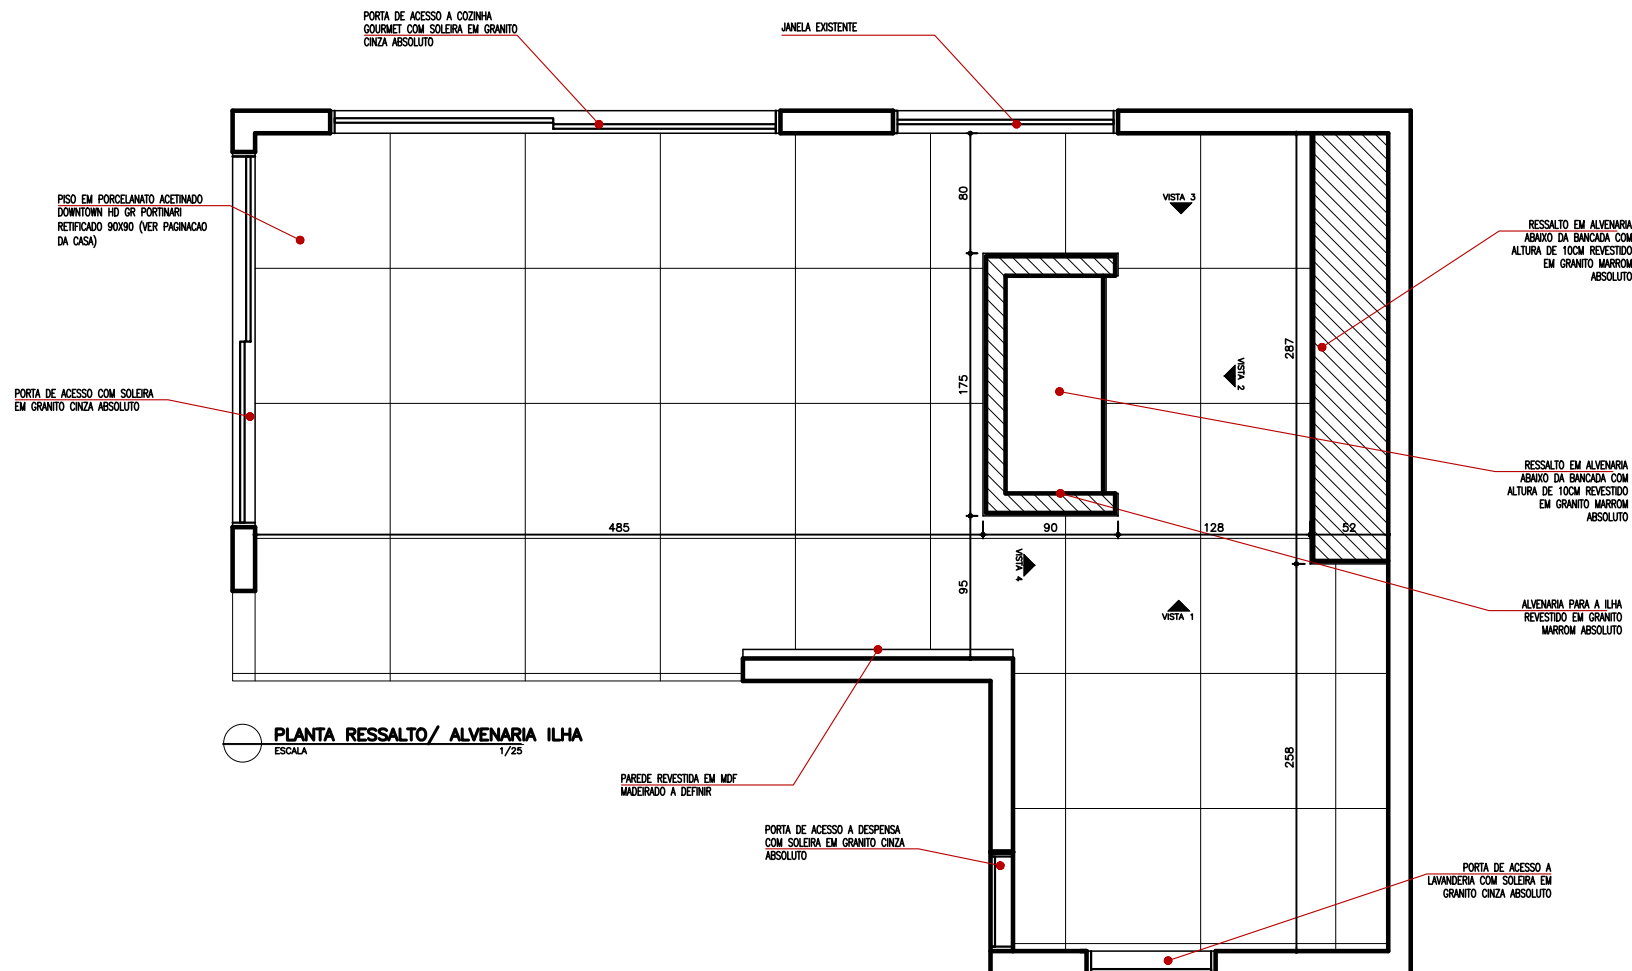 PORTA DE ACESSO A COZINHA
GOURMET COM SOLEIRA EM GRANITO
CINZA ABSOLUTO
JANELA EXISTENTE
PISO EM PORCELANATO ACETINADO
DOWNTOWN HD GR PORTINARI
RETIFICADO 90X90 (VER PAGINACAO
DA CASA)
80
VISTA 3
RESSALTO EM ALVENARIA
ABAIXO DA BANCADA COM
ALTURA DE 10CM REVESTIDO
EM GRANITO MARROM
ABSOLUTO
287
VISTA 2
175
PORTA DE ACESSO COM SOLEIRA
EM GRANITO CINZA ABSOLUTO
RESSALTO EM ALVENARIA
ABAIXO DA BANCADA COM
ALTURA DE 10CM REVESTIDO
EM GRANITO MARROM
ABSOLUTO
485
90
128
52
VISTA 4
95
VISTA 1
ALVENARIA PARA A ILHA
REVESTIDO EM GRANITO
MARROM ABSOLUTO
PLANTA RESSALTO/ ALVENARIA ILHA
ESCALA 1/25
258
PAREDE REVESTIDA EM MDF
MADEIRADO A DEFINIR
PORTA DE ACESSO A DESPENSA
COM SOLEIRA EM GRANITO CINZA
ABSOLUTO
PORTA DE ACESSO A
LAVANDERIA COM SOLEIRA EM
GRANITO CINZA ABSOLUTO